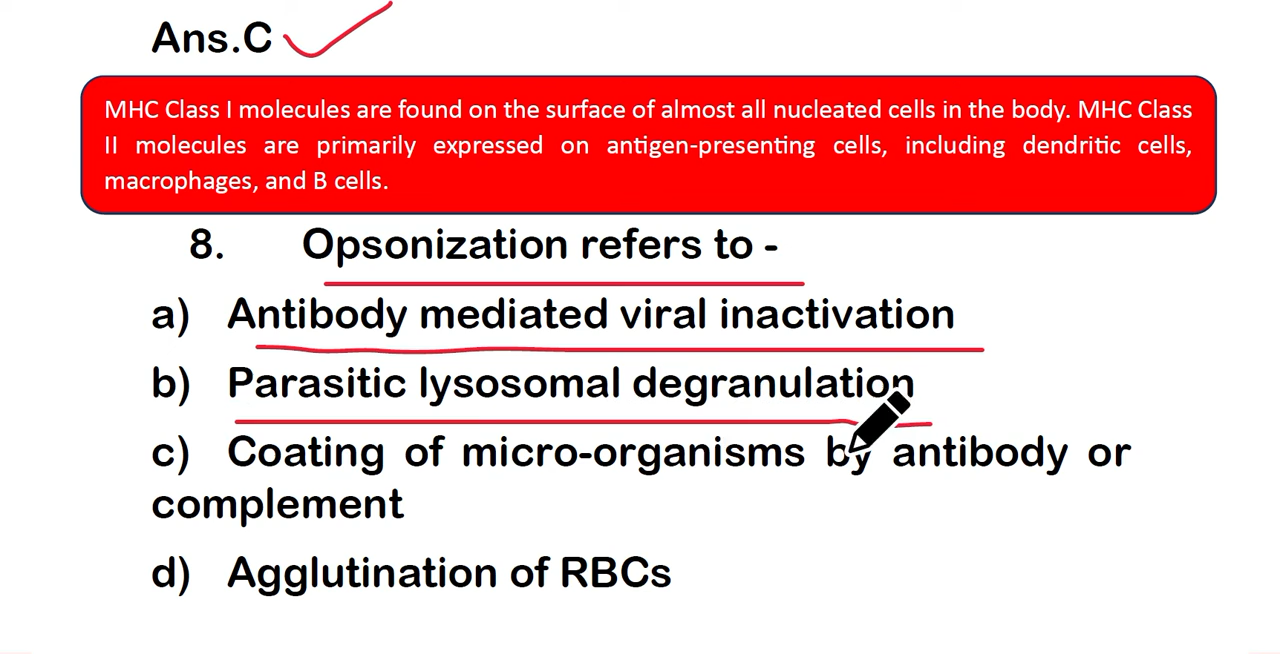 Ans.C
MHC Class I molecules are found on the surface of almost all nucleated cells in the body. MHC Class
II molecules are primarily expressed on antigen-presenting cells, including dendritic cells,
macrophages, and B cells.
8. Opsonization refers to -
a) Antibody mediated viral inactivation
b) Parasitic lysosomal degranulation
c) Coating of micro-organisms by antibody or
complement
d) Agglutination of RBCs